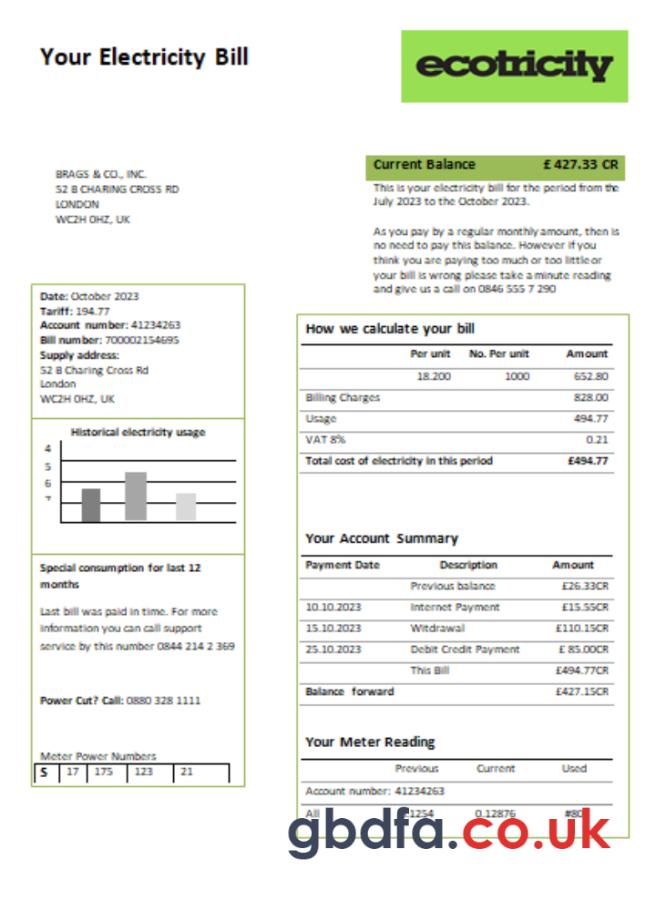 Your Electricity Bill
ecotricity
BRAGS & CO., INC.
52 B CHARING CROSS RD
LONDON
WC2H 0HZ, UK
Current Balance £ 427.33 CR
This is your electricity bill for the period from the
July 2023 to the October 2023.
As you pay by a regular monthly amount, then is
no need to pay this balance. However if you
think you are paying too much or too little or
your bill is wrong please take a minute reading
and give us a call on 0846 555 7 290
Date: October 2023
Tariff: 194.77
Account number: 41234263
Bill number: 700002154695
Supply address:
52 B Charing Cross Rd
London
WC2H 0HZ, UK
Historical electricity usage
4
5
6
7
Special consumption for last 12
months
Last bill was paid in time. For more
information you can call support
service by this number 0844 214 2 369
Power Cut? Call: 0880 328 1111
Meter Power Numbers
S 17 175 123 21
How we calculate your bill
Per unit No. Per unit Amount
18.200 1000 652.80
Billing Charges 828.00
Usage 494.77
VAT 8% 0.21
Total cost of electricity in this period £494.77
Your Account Summary
Payment Date Description Amount
Previous balance £26.33CR
10.10.2023 Internet Payment £15.55CR
15.10.2023 Witdrawal £110.15CR
25.10.2023 Debit Credit Payment £ 85.00CR
This Bill £494.77CR
Balance forward £427.15CR
Your Meter Reading
Previous Current Used
Account number: 41234263
All 0.12876
gbdfa.co.uk